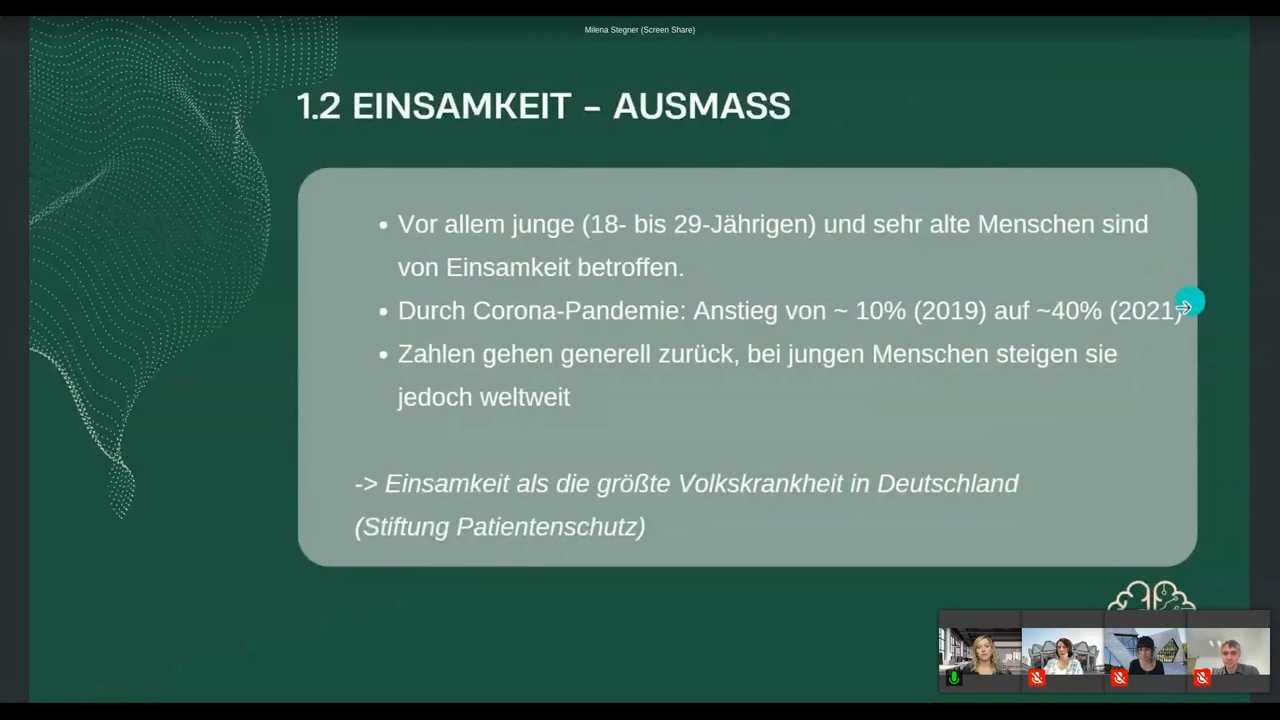 Milena Stegner (Screen Share)
1.2 EINSAMKEIT – AUSMASS
• Vor allem junge (18- bis 29-Jährigen) und sehr alte Menschen sind
von Einsamkeit betroffen.
• Durch Corona-Pandemie: Anstieg von ~ 10% (2019) auf ~40% (2021)
• Zahlen gehen generell zurück, bei jungen Menschen steigen sie
jedoch weltweit
-> Einsamkeit als die größte Volkskrankheit in Deutschland
(Stiftung Patientenschutz)